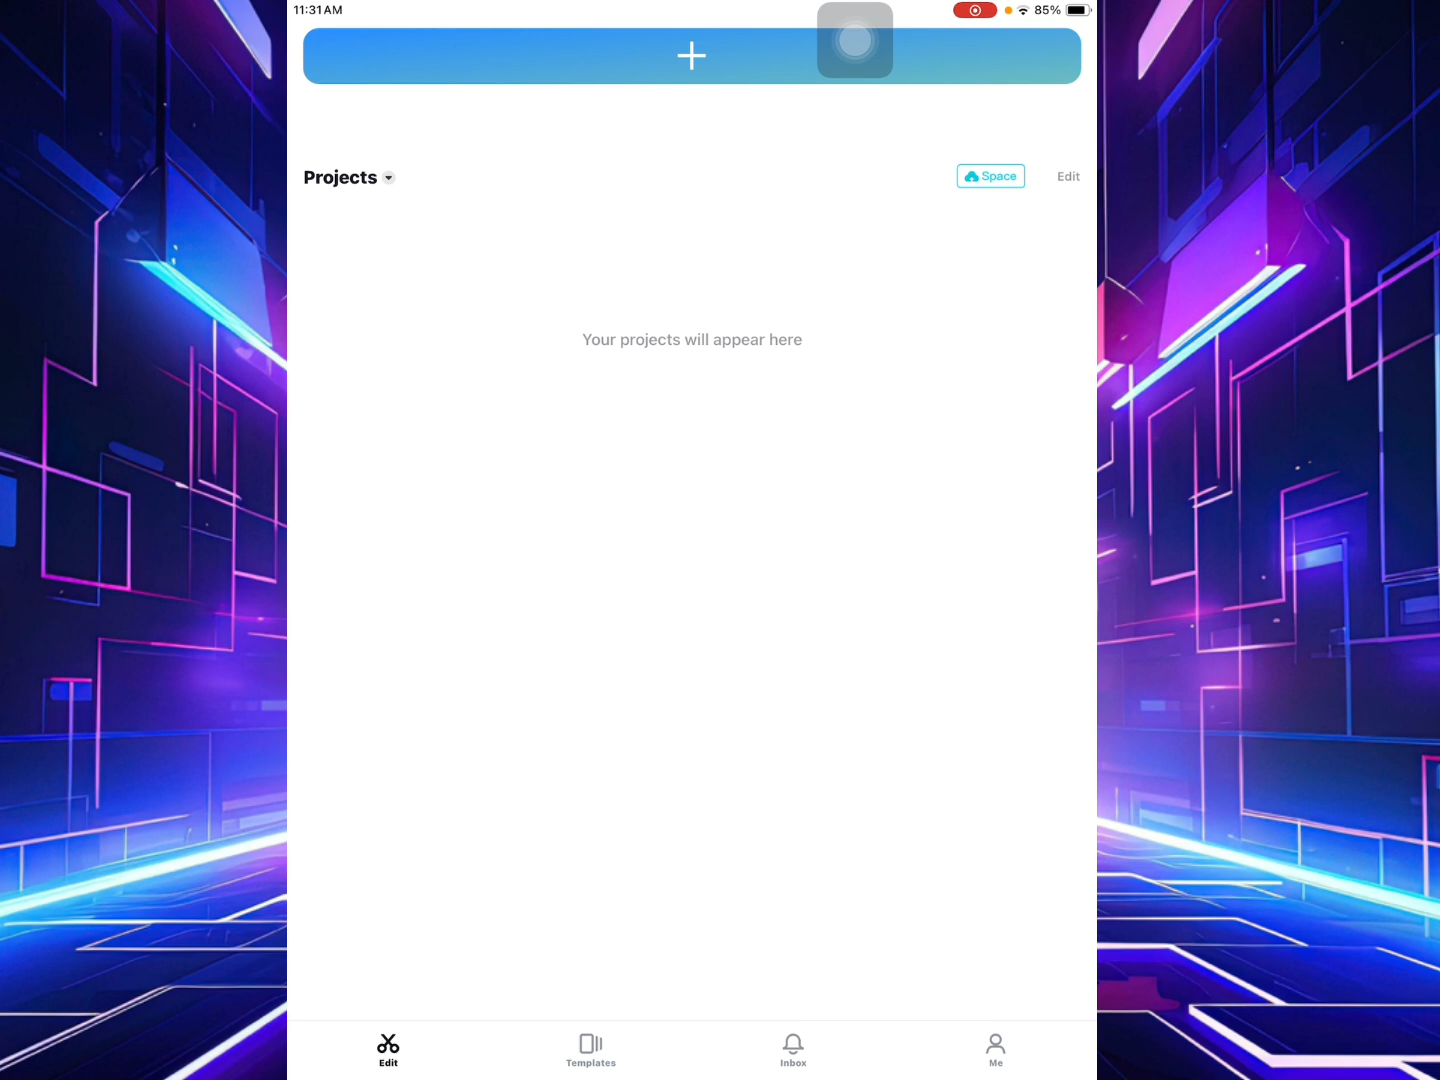 11:31 AM
85%
Projects
Space
Edit
Your projects will appear here
Edit
Templates
Inbox
Me